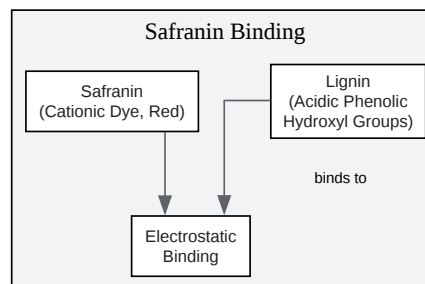 Safranin Binding
Safranin
(Cationic Dye, Red)
Lignin
(Acidic Phenolic
Hydroxyl Groups)
binds to
Electrostatic
Binding